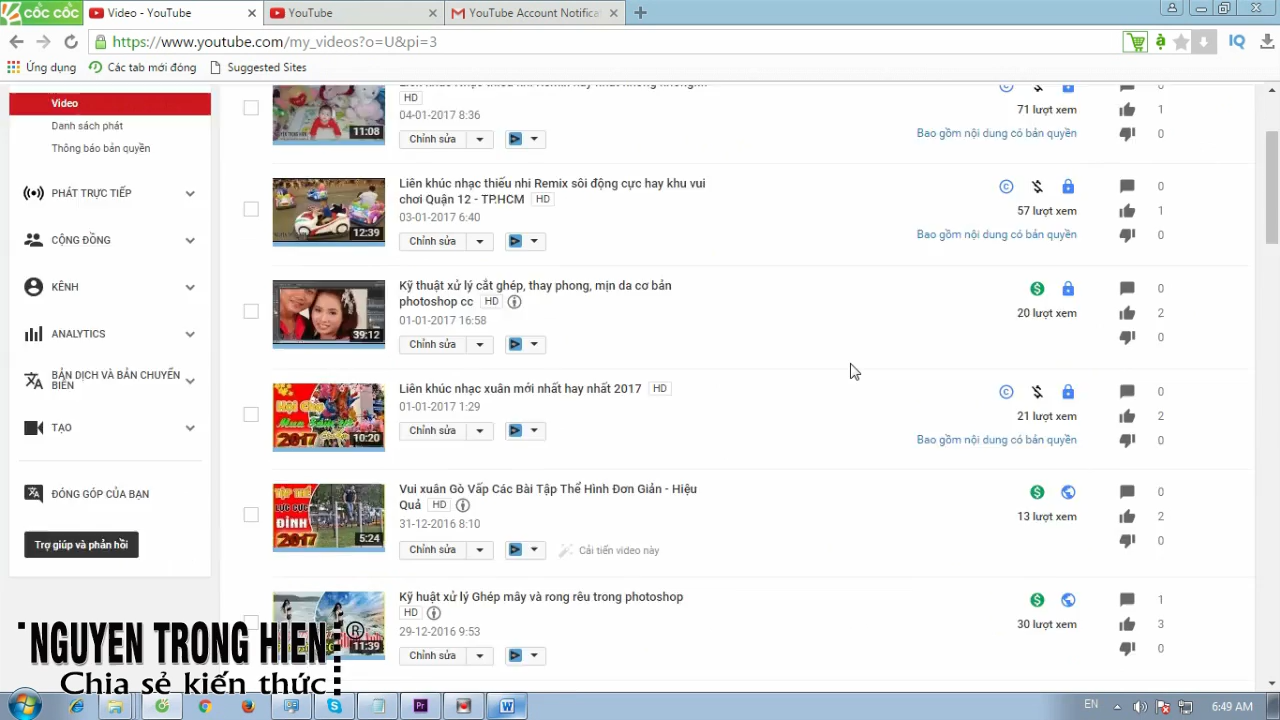 CỐC CỐC
Video - YouTube
YouTube
YouTube Account Notifica
https://www.youtube.com/my_videos?o=U&pi=3
Ứng dụng
Các tab mới đóng
Suggested Sites
Video
Danh sách phát
Thông báo bản quyền
PHÁT TRỰC TIẾP
CỘNG ĐỒNG
KÊNH
ANALYTICS
BẢN DỊCH VÀ BẢN CHUYỂN
BIẾN
TẠO
ĐÓNG GÓP CỦA BẠN
Trợ giúp và phản hồi
11:08
HD
04-01-2017 8:36
Chỉnh sửa
71 lượt xem
Bao gồm nội dung có bản quyền
0
1
0
12:39
Liên khúc nhạc thiếu nhi Remix sôi động cực hay khu vui
chơi Quận 12 - TP.HCM HD
03-01-2017 6:40
Chỉnh sửa
57 lượt xem
Bao gồm nội dung có bản quyền
0
1
0
39:12
Kỹ thuật xử lý cắt ghép, thay phong, mịn da cơ bản
photoshop cc HD
01-01-2017 16:58
Chỉnh sửa
20 lượt xem
0
2
0
2017
10:20
Liên khúc nhạc xuân mới nhất hay nhất 2017 HD
01-01-2017 1:29
Chỉnh sửa
21 lượt xem
Bao gồm nội dung có bản quyền
0
2
0
TẬP THỂ
ĐỈNH
2017
5:24
Vui xuân Gò Vấp Các Bài Tập Thể Hình Đơn Giản - Hiệu
Quả HD
31-12-2016 8:10
Chỉnh sửa
Cải tiến video này
13 lượt xem
0
2
0
11:39
Kỹ huật xử lý Ghép mây và rong rêu trong photoshop
HD
29-12-2016 9:53
Chỉnh sửa
30 lượt xem
1
3
0
NGUYEN TRONG HIEN ®
Chia sẻ kiến thức
EN
6:49 AM